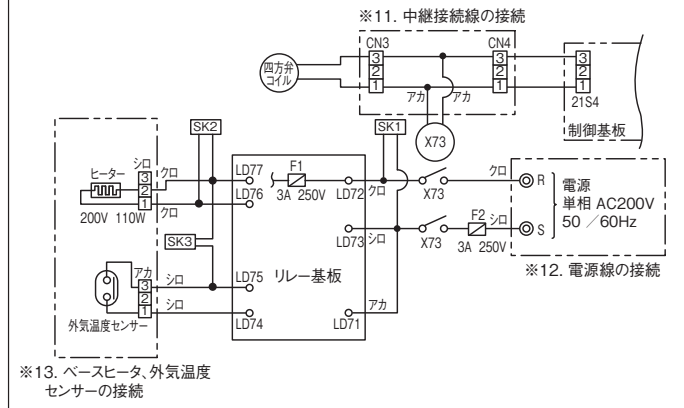 ※11. 中継接続線の接続
CN3
CN4
四方弁
コイル
3
2
1
3
2
1
3
2
1
アカ
アカ
21S4
制御基板
X73
SK2
SK1
シロ
ヒーター
3
2
1
クロ
クロ
200V 110W
SK3
LD77
LD76
F1
3A 250V
LD72
クロ
X73
クロ
R
電源
単相 AC200V
50 ／60Hz
LD73
シロ
X73
F2
シロ
3A 250V
S
※12. 電源線の接続
アカ
3
2
1
シロ
シロ
外気温度センサー
LD75
リレー基板
LD74
アカ
LD71
※13. ベースヒータ、外気温度
センサーの接続